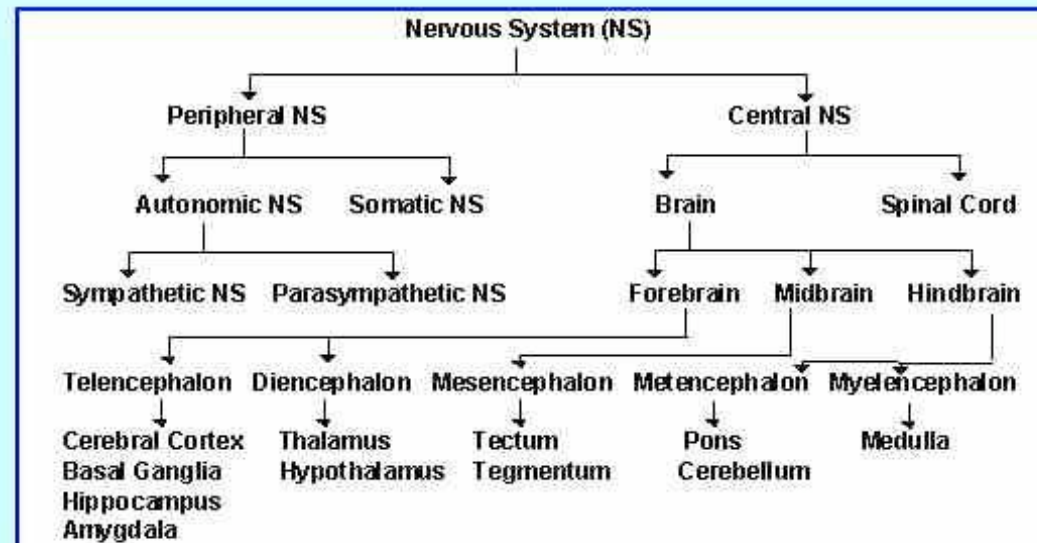 Nervous System (NS)
Peripheral NS Central NS
Autonomic NS Somatic NS Brain Spinal Cord
Sympathetic NS Parasympathetic NS Forebrain Midbrain Hindbrain
Telencephalon Diencephalon Mesencephalon Metencephalon Myelencephalon
Cerebral Cortex Thalamus Tectum Pons Medulla
Basal Ganglia Hypothalamus Tegmentum Cerebellum
Hippocampus
Amygdala